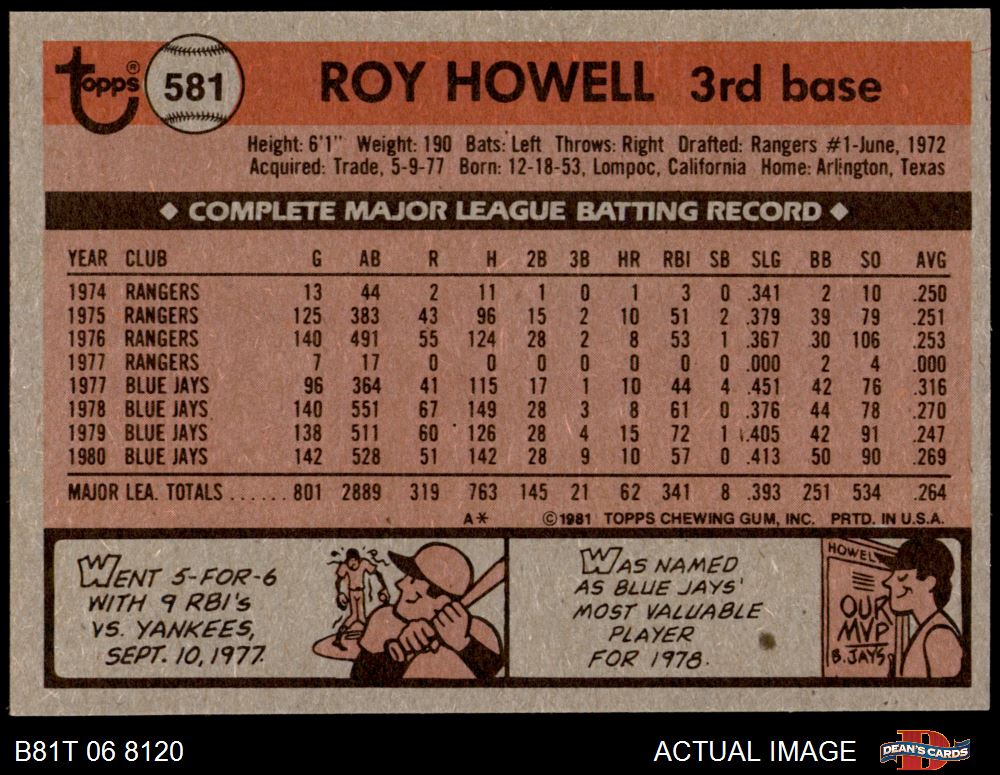 Topps® 581 ROY HOWELL 3rd base
Height: 6'1" Weight: 190 Bats: Left Throws: Right Drafted: Rangers #1-June, 1972
Acquired: Trade, 5-9-77 Born: 12-18-53, Lompoc, California Home: Arlington, Texas
◆ COMPLETE MAJOR LEAGUE BATTING RECORD ◆
YEAR CLUB G AB R H 2B 3B HR RBI SB SLG BB SO AVG
1974 RANGERS 13 44 2 11 1 0 1 3 0 .341 2 10 .250
1975 RANGERS 125 383 43 96 15 2 10 51 2 .379 39 79 .251
1976 RANGERS 140 491 55 124 28 2 8 53 1 .367 30 106 .253
1977 RANGERS 7 17 0 0 0 0 0 0 0 .000 2 4 .000
1977 BLUE JAYS 96 364 41 115 17 1 10 44 4 .451 42 76 .316
1978 BLUE JAYS 140 551 67 149 28 3 8 61 0 .376 44 78 .270
1979 BLUE JAYS 138 511 60 126 28 4 15 72 1 .405 42 91 .247
1980 BLUE JAYS 142 528 51 142 28 9 10 57 0 .413 50 90 .269
MAJOR LEA. TOTALS ...... 801 2889 319 763 145 21 62 341 8 .393 251 534 .264
A* ©1981 TOPPS CHEWING GUM, INC. PRTD. IN U.S.A.
WENT 5-FOR-6
WITH 9 RBI'S
VS. YANKEES,
SEPT. 10, 1977.
WAS NAMED
AS BLUE JAYS'
MOST VALUABLE
PLAYER
FOR 1978.
HOWELL
OUR
MVP
B. JAYS
B81T 06 8120 ACTUAL IMAGE DEAN'S CARDS